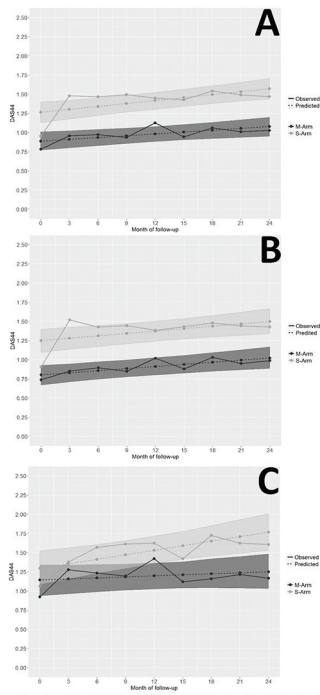 A
2.50
2.25
2.00
1.75
1.50
1.25
1.00
0.75
0.50
0.25
0.00
DAS44
0 3 6 9 12 15 18 21 24
Month of follow-up
Observed
Predicted
M-Arm
S-Arm
B
2.50
2.25
2.00
1.75
1.50
1.25
1.00
0.75
0.50
0.25
0.00
DAS44
0 3 6 9 12 15 18 21 24
Month of follow-up
Observed
Predited
M-Arm
S-Arm
C
2.50
2.25
2.00
1.75
1.50
1.25
1.00
0.75
0.50
0.25
0.00
DAS44
0 3 6 9 12 15 18 21 24
Month of follow-up
Observed
Predicted
M-Arm
S-Arm